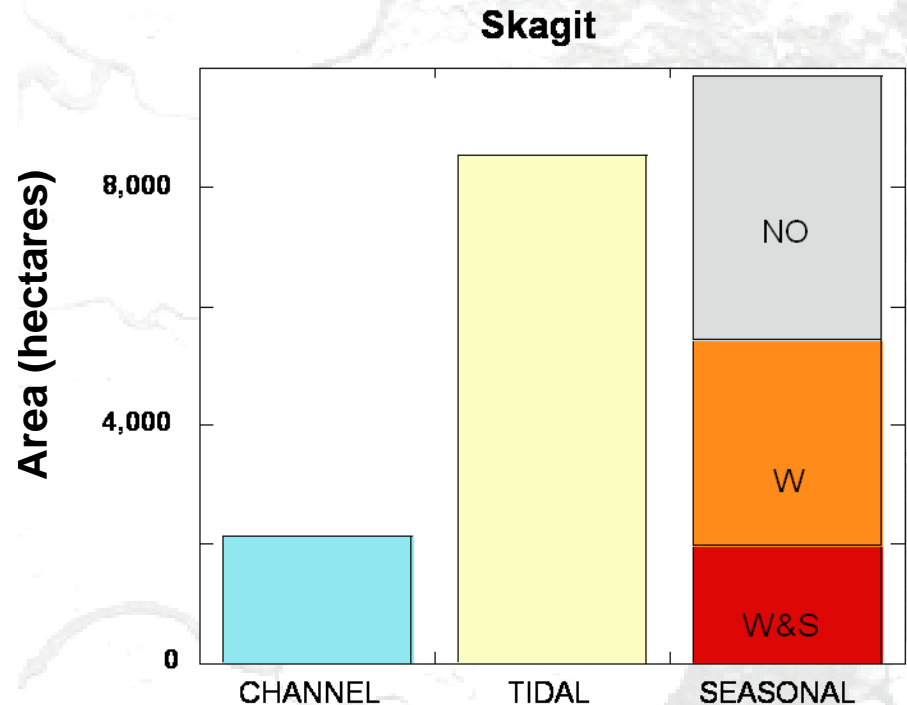 Skagit
Area (hectares)
8,000
4,000
0
NO
W
W&S
CHANNEL TIDAL SEASONAL